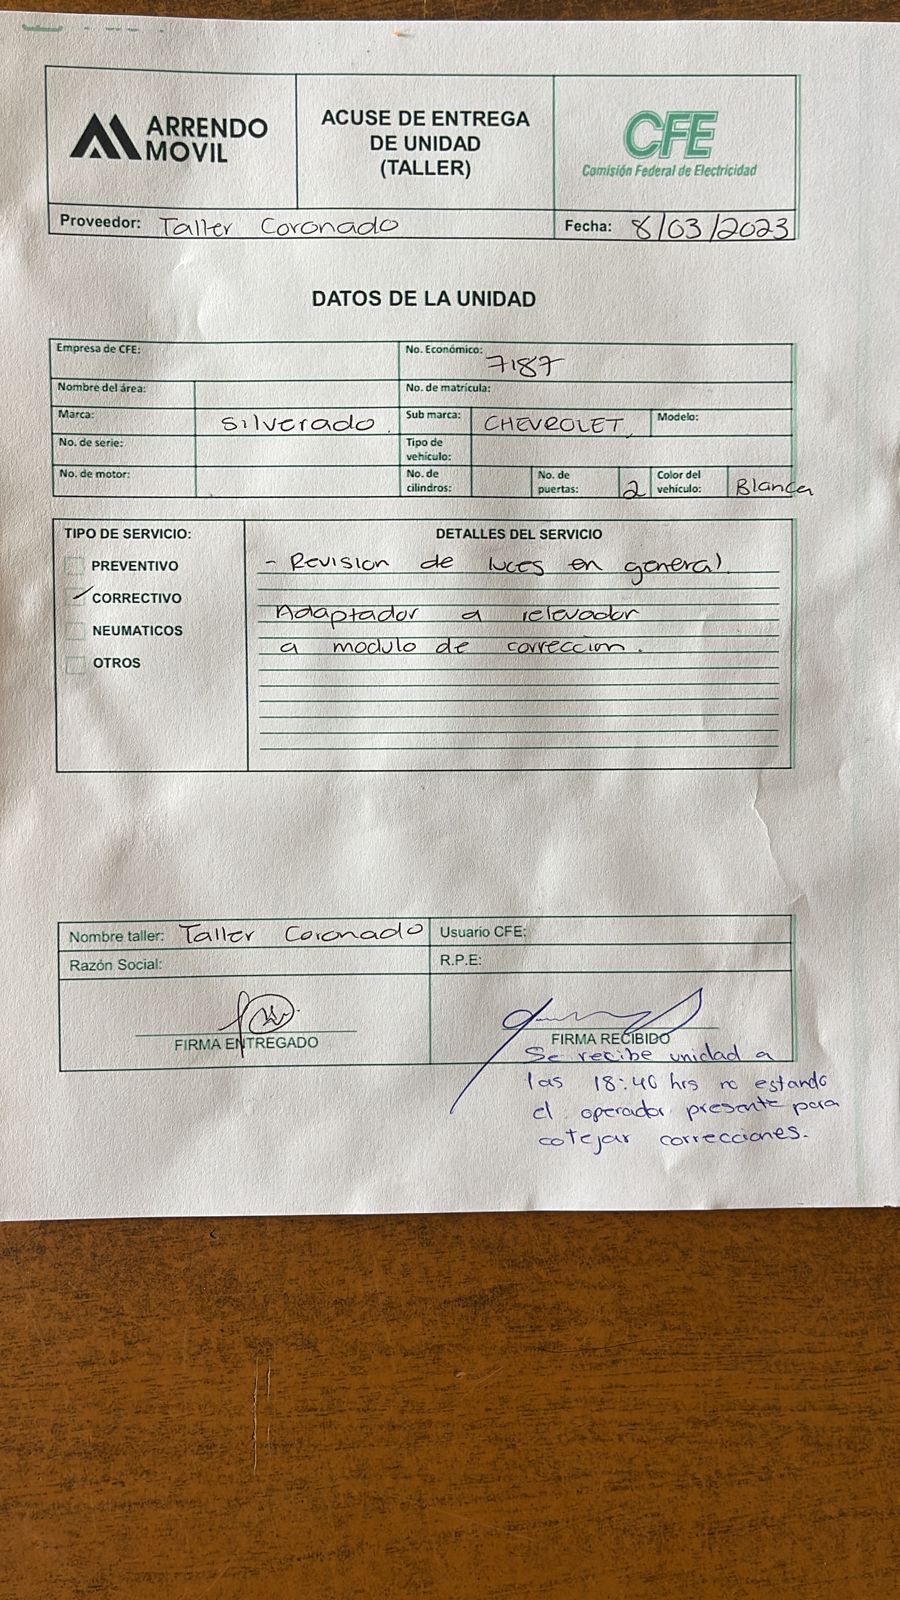 ARRENDO
MOVIL
ACUSE DE ENTREGA
DE UNIDAD
(TALLER)
CFE
Comisión Federal de Electricidad
Proveedor: Taller Coronado
Fecha: 8/03/2023
DATOS DE LA UNIDAD
Empresa de CFE:
No. Económico: 7187
Nombre del área:
No. de matrícula:
Marca: Silverado
Sub marca: CHEVROLET
Modelo:
No. de serie:
Tipo de vehículo:
No. de motor:
No. de cilindros:
No. de puertas: 2
Color del vehículo: Blanca
TIPO DE SERVICIO:
PREVENTIVO
CORRECTIVO
NEUMATICOS
OTROS
DETALLES DEL SERVICIO
- Revision de luces en general.
Adaptador a relevador
a modulo de correccion.
Nombre taller: Taller Coronado
Usuario CFE:
Razón Social:
R.P.E:
FIRMA ENTREGADO
FIRMA RECIBIDO
Se recibe unidad a
las 18:40 hrs no estando
el operador presente para
cotejar correcciones.